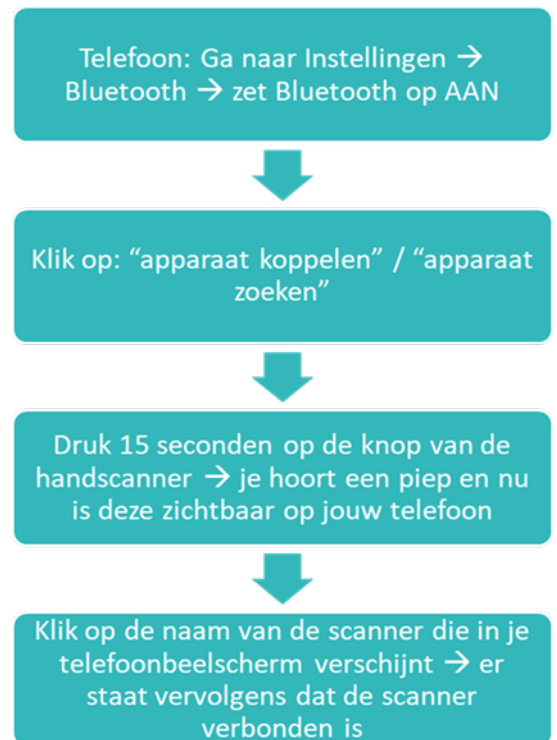 Telefoon: Ga naar Instellingen →
Bluetooth → zet Bluetooth op AAN
Klik op: “apparaat koppelen” / “apparaat
zoeken”
Druk 15 seconden op de knop van de
handscanner → je hoort een piep en nu
is deze zichtbaar op jouw telefoon
Klik op de naam van de scanner die in je
telefoonbeelscherm verschijnt → er
staat vervolgens dat de scanner
verbonden is